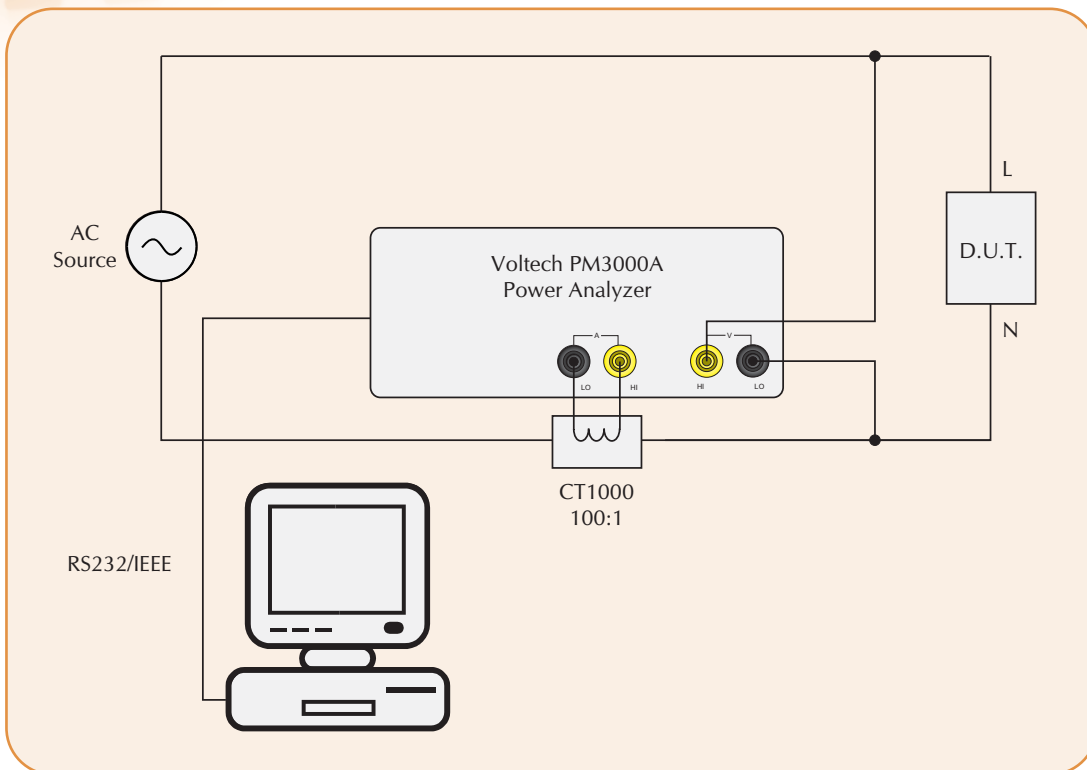 L
AC
Source
D.U.T.
Voltech PM3000A
Power Analyzer
N
A
V
LO
HI
HI
LO
CT1000
100:1
RS232/IEEE